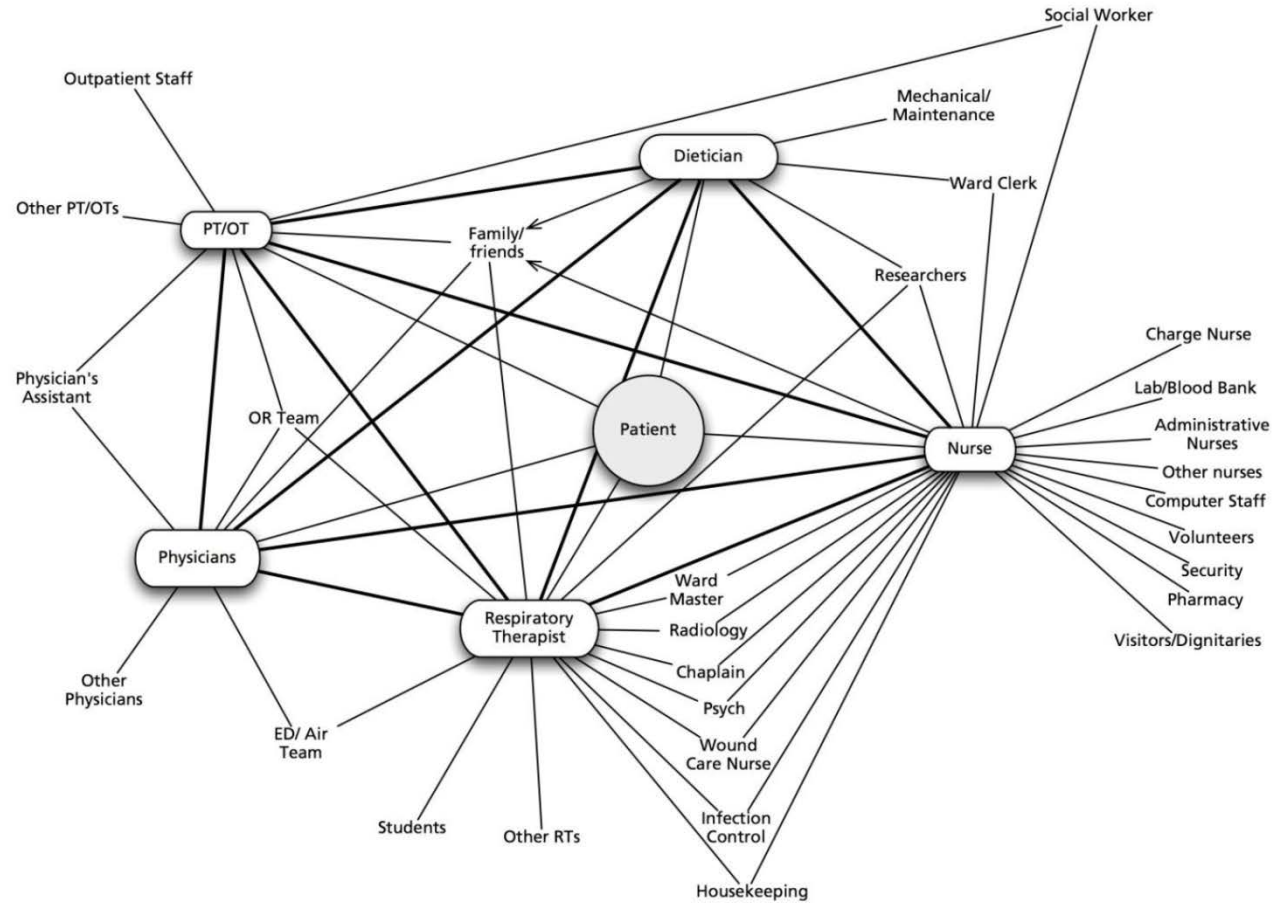 Social Worker
Outpatient Staff
Mechanical/
Maintenance
Dietician
Ward Clerk
Other PT/OTs
PT/OT
Family/
friends
Researchers
Charge Nurse
Physician's
Assistant
Lab/Blood Bank
OR Team
Patient
Administrative
Nurses
Nurse
Other nurses
Computer Staff
Volunteers
Physicians
Security
Ward
Master
Pharmacy
Respiratory
Therapist
Radiology
Visitors/Dignitaries
Chaplain
Other
Physicians
Psych
ED/ Air
Team
Wound
Care Nurse
Students
Other RTs
Infection
Control
Housekeeping